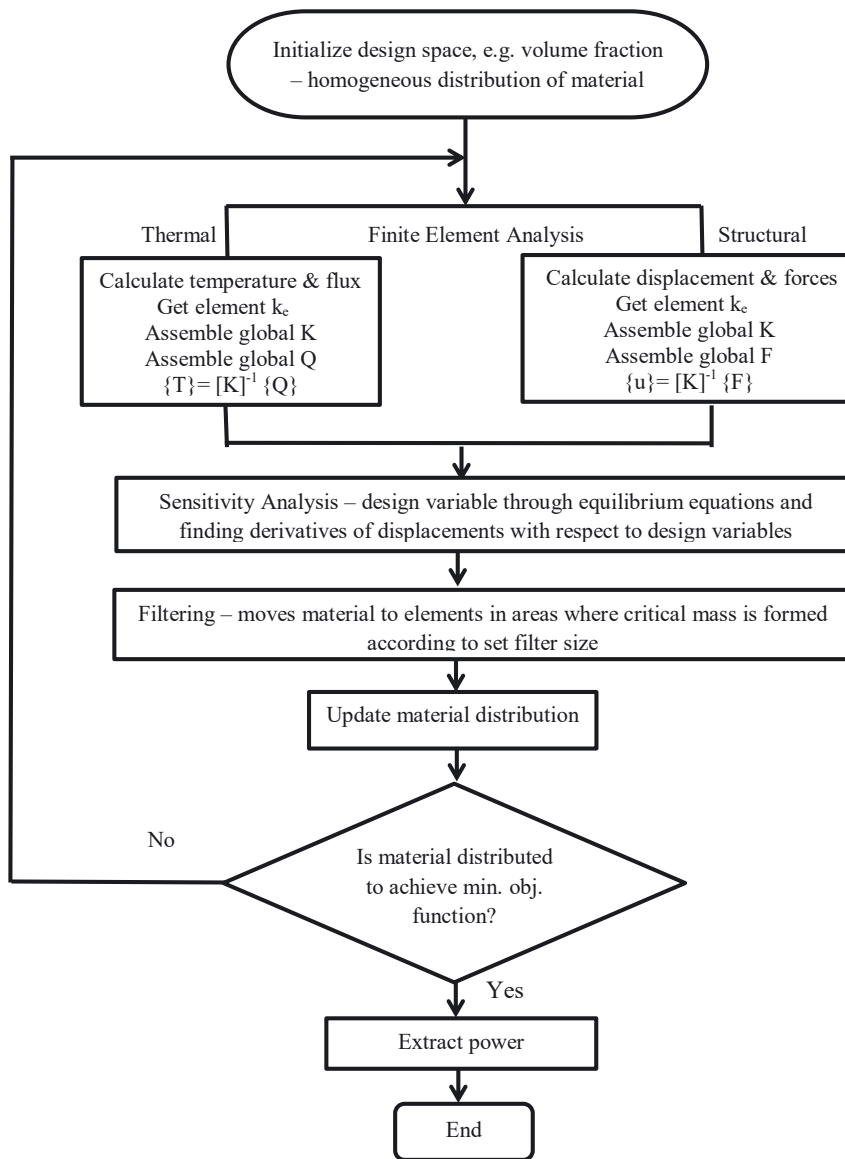 Initialize design space, e.g. volume fraction
– homogeneous distribution of material
Thermal
Finite Element Analysis
Structural
Calculate temperature & flux
Get element kₑ
Assemble global K
Assemble global Q
{T}= [K]⁻¹ {Q}
Calculate displacement & forces
Get element kₑ
Assemble global K
Assemble global F
{u}= [K]⁻¹ {F}
Sensitivity Analysis – design variable through equilibrium equations and
finding derivatives of displacements with respect to design variables
Filtering – moves material to elements in areas where critical mass is formed
according to set filter size
Update material distribution
No
Is material distributed
to achieve min. obj.
function?
Yes
Extract power
End